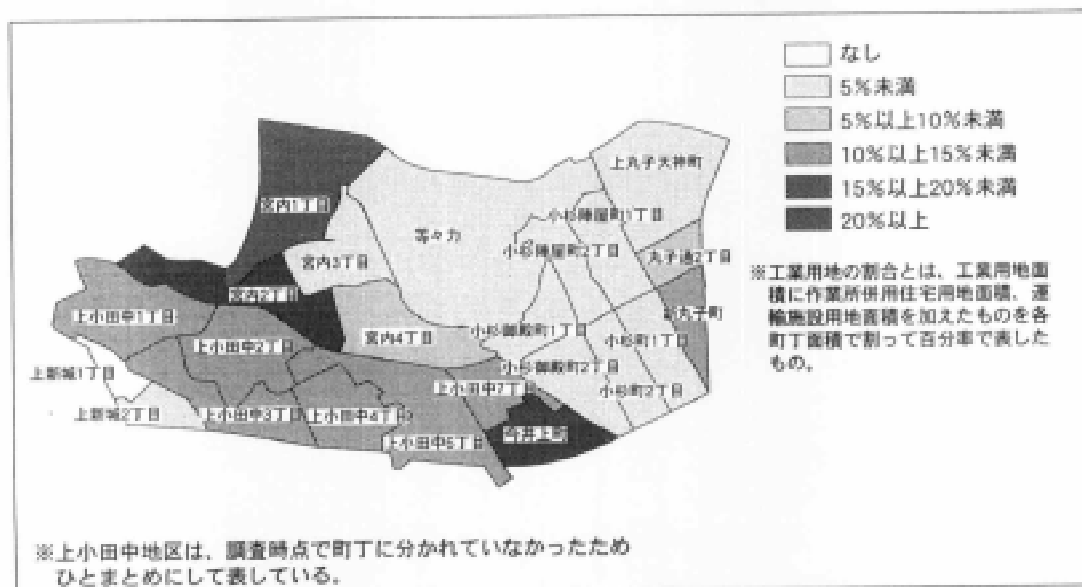 なし
5%未満
5%以上10%未満
10%以上15%未満
15%以上20%未満
20%以上
※工業用地の割合とは、工業用地面
積に作業所併用住宅用地面積、運
輸施設用地面積を加えたものを各
町丁面積で割って百分率で表した
もの。
上丸子天神町
宮内1丁目
小杉陣屋町1丁目
等々力
小杉陣屋町2丁目
丸子通2丁目
宮内3丁目
宮内2丁目
新丸子町
上小田中1丁目
小杉御殿町1丁目
小杉町1丁目
宮内4丁目
上小田中2丁目
小杉御殿町2丁目
上新城1丁目
上小田中7丁目
小杉町2丁目
上新城2丁目
上小田中3丁目
上小田中4丁目
今井上町
上小田中5丁目
※上小田中地区は、調査時点で町丁に分かれていなかったため
ひとまとめにして表している。